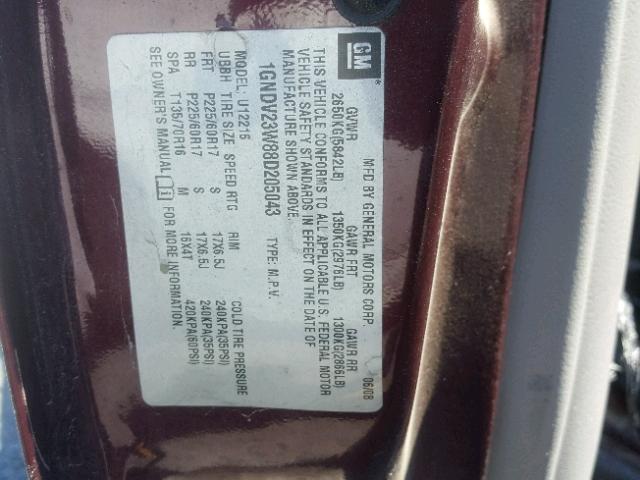 GM MFD BY GENERAL MOTORS CORP. 06/08
GVWR GAWR FRT GAWR RR
2650KG(5842LB) 1350KG(2976LB) 1300KG(2866LB)
THIS VEHICLE CONFORMS TO ALL APPLICABLE U.S. FEDERAL MOTOR
VEHICLE SAFETY STANDARDS IN EFFECT ON THE DATE OF
MANUFACTURE SHOWN ABOVE.
1GNDV23W88D205043 TYPE: M.P.V.
MODEL: U12215
UBBH TIRE SIZE SPEED RTG RIM COLD TIRE PRESSURE
FRT P225/60R17 S 17X6.5J 240KPA(35PSI)
RR P225/60R17 S 17X6.5J 240KPA(35PSI)
SPA T135/70R16 M 16X4T 420KPA(60PSI)
SEE OWNER'S MANUAL FOR MORE INFORMATION.